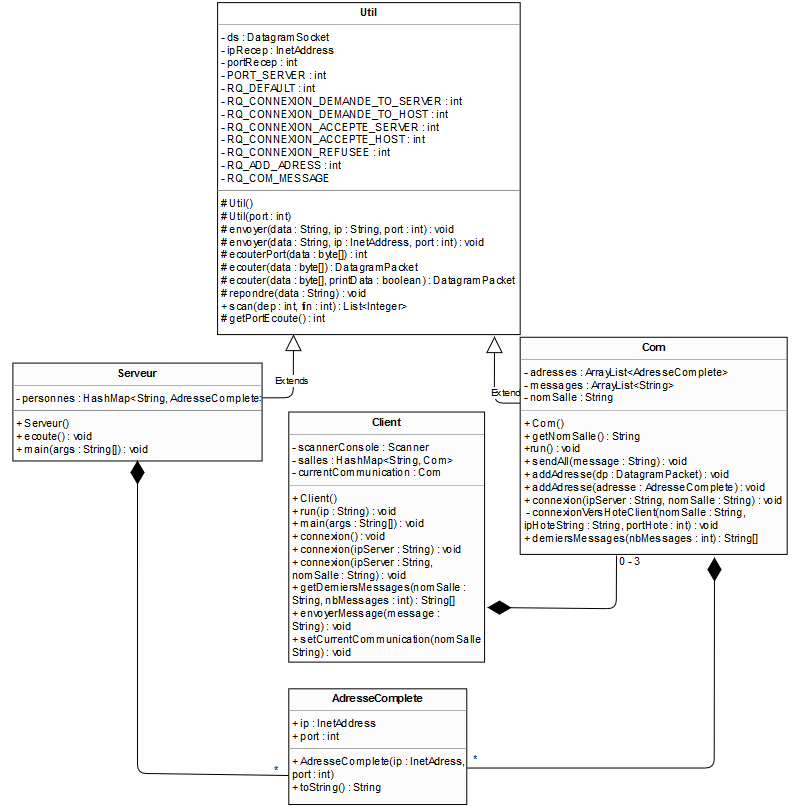 Util
- ds : DatagramSocket
- ipRecep : InetAddress
- portRecep : int
- PORT_SERVER : int
- RQ_DEFAULT : int
- RQ_CONNEXION_DEMANDE_TO_SERVER : int
- RQ_CONNEXION_DEMANDE_TO_HOST : int
- RQ_CONNEXION_ACCEPTE_SERVER : int
- RQ_CONNEXION_ACCEPTE_HOST : int
- RQ_CONNEXION_REFUSEE : int
- RQ_ADD_ADRESS : int
- RQ_COM_MESSAGE
# Util()
# Util(port : int)
# envoyer(data : String, ip : String, port : int) : void
# envoyer(data : String, ip : InetAddress, port : int) : void
# ecouterPort(data : byte[]) : int
# ecouter(data : byte[]) : DatagramPacket
# ecouter(data : byte[], printData : boolean) : DatagramPacket
# repondre(data : String) : void
+ scan(dep : int, fin : int) : List<Integer>
# getPortEcoute() : int
Extends
Extend
Serveur
- personnes : HashMap<String, AdresseComplete>
+ Serveur()
+ ecoute() : void
+ main(args : String[]) : void
Com
- adresses : ArrayList<AdresseComplete>
- messages : ArrayList<String>
- nomSalle : String
+ Com()
+ getNomSalle() : String
+run() : void
+ sendAll(message : String) : void
+ addAdresse(dp : DatagramPacket) : void
+ addAdresse(adresse : AdresseComplete) : void
+ connexion(ipServer : String, nomSalle : String) : void
- connexionVersHoteClient(nomSalle : String,
ipHoteString : String, portHote : int) : void
+ derniersMessages(nbMessages : int) : String[]
0 - 3
Client
- scannerConsole : Scanner
- salles : HashMap<String, Com>
- currentCommunication : Com
+ Client()
+ run(ip : String) : void
+ main(args : String[]) : void
+ connexion() : void
+ connexion(ipServer : String) : void
+ connexion(ipServer : String,
nomSalle : String) : void
+ getDerniersMessages(nomSalle :
String, nbMessages : int) : String[]
+ envoyerMessage(message :
String) : void
+ setCurrentCommunication(nomSalle
String) : void
AdresseComplete
+ ip : InetAddress
+ port : int
+ AdresseComplete(ip : InetAdress,
port : int)
+ toString() : String
*
*